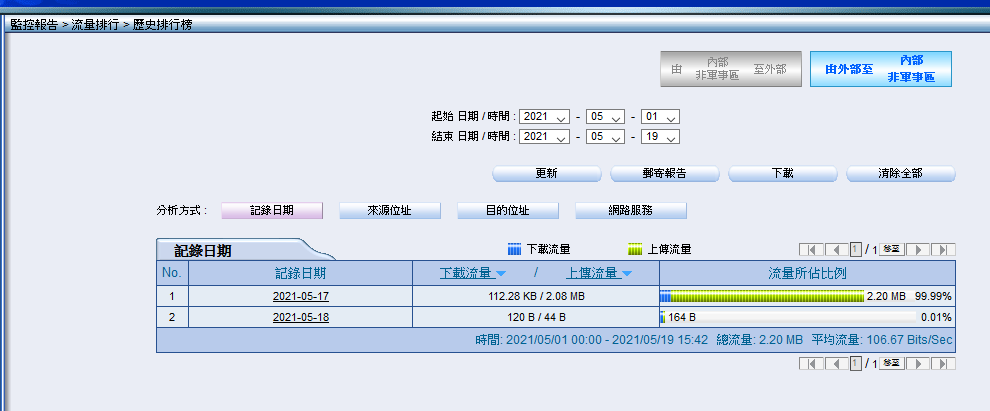 監控報告 > 流量排行 > 歷史排行榜
由 內部 非軍事區 至外部
由外部至 內部 非軍事區
起始 日期 / 時間 : 2021 - 05 - 01
結束 日期 / 時間 : 2021 - 05 - 19
更新 郵寄報告 下載 清除全部
分析方式 : 記錄日期 來源位址 目的位址 網路服務
記錄日期 下載流量 上傳流量 1 / 1 移至
No. 記錄日期 下載流量 / 上傳流量 流量所佔比例
1 2021-05-17 112.28 KB / 2.08 MB 2.20 MB 99.99%
2 2021-05-18 120 B / 44 B 164 B 0.01%
時間: 2021/05/01 00:00 - 2021/05/19 15:42 總流量: 2.20 MB 平均流量: 106.67 Bits/Sec
1 / 1 移至